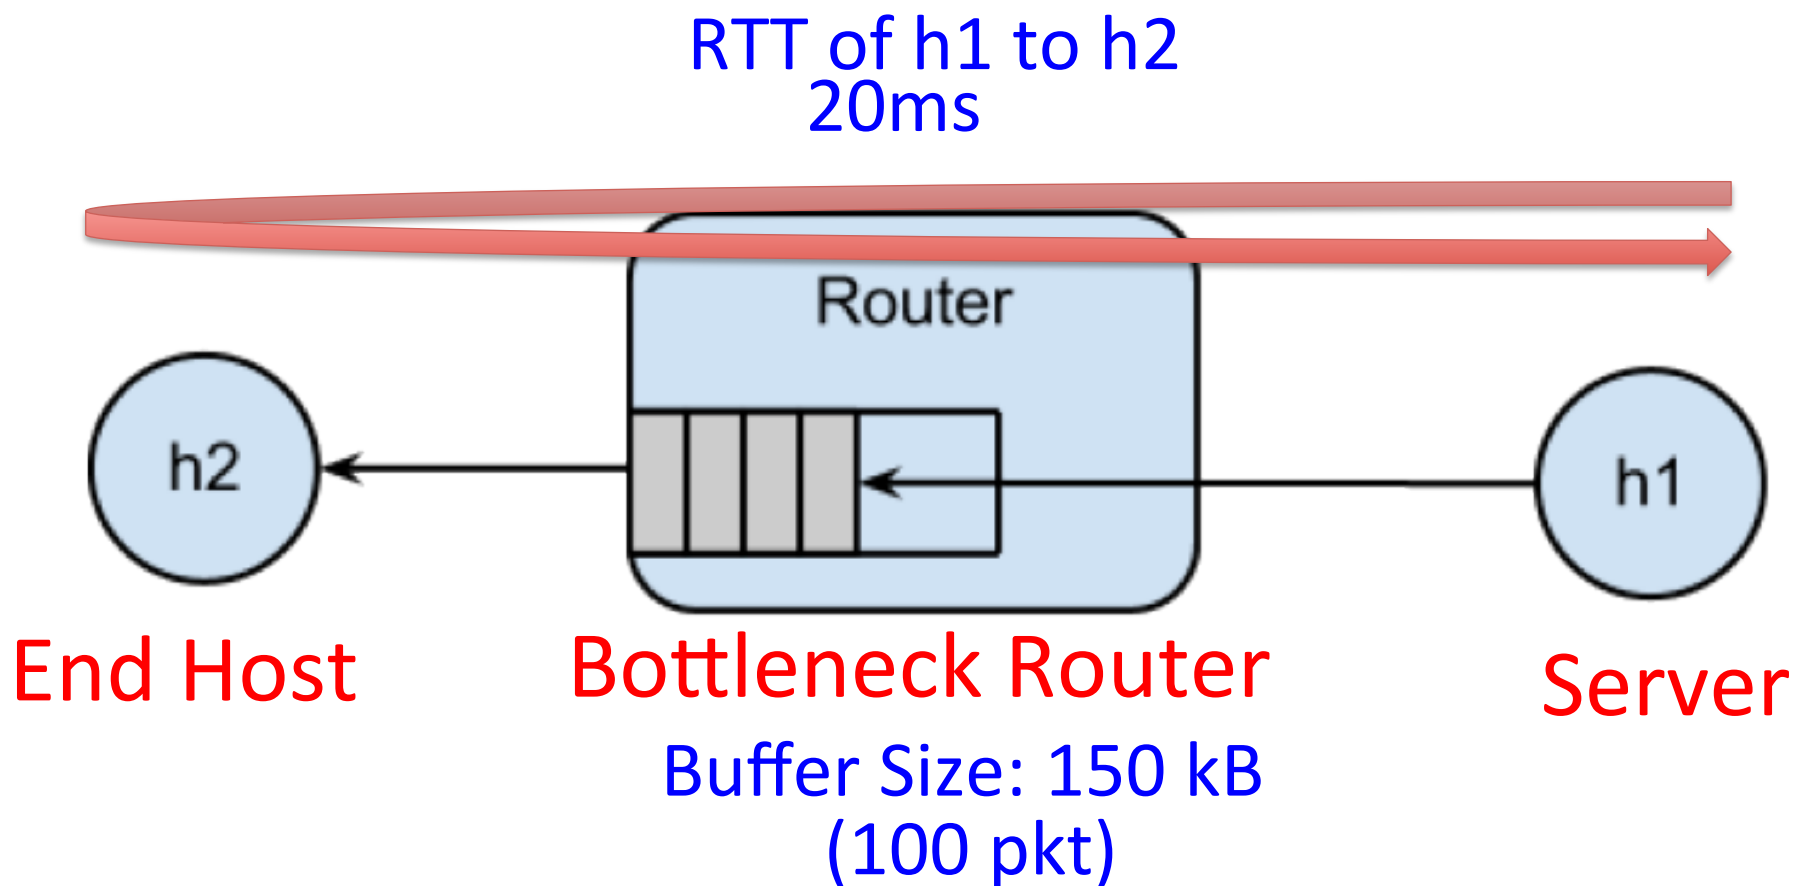 RTT of h1 to h2
20ms
Router
h2
h1
End Host
Bottleneck Router
Server
Buffer Size: 150 kB
(100 pkt)